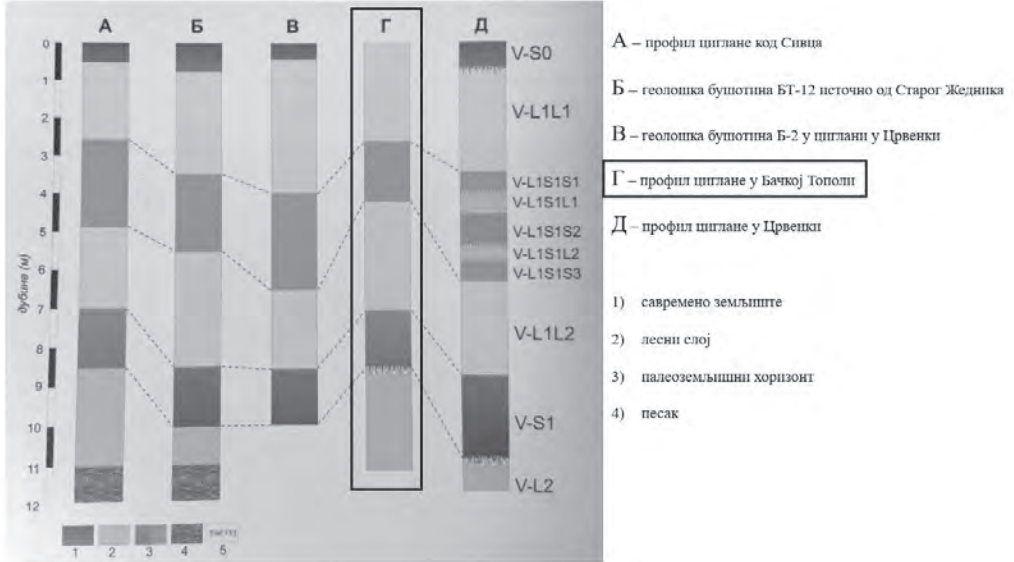 А Б В Г Д
0
1
2
3
4
5
6
7
8
9
10
11
12
дубине (м)
V-S0
V-L1L1
V-L1S1S1
V-L1S1L1
V-L1S1S2
V-L1S1L2
V-L1S1S3
V-L1L2
V-S1
V-L2
1 2 3 4 5
А – профил циглане код Сивца
Б – геолошка бушотина БТ-12 источно од Старог Жедника
В – геолошка бушотина Б-2 у циглани у Црвенки
Г – профил циглане у Бачкој Тополи
Д – профил циглане у Црвенки
1) савремено земљиште
2) лесни слој
3) палеоземљишни хоризонт
4) песак